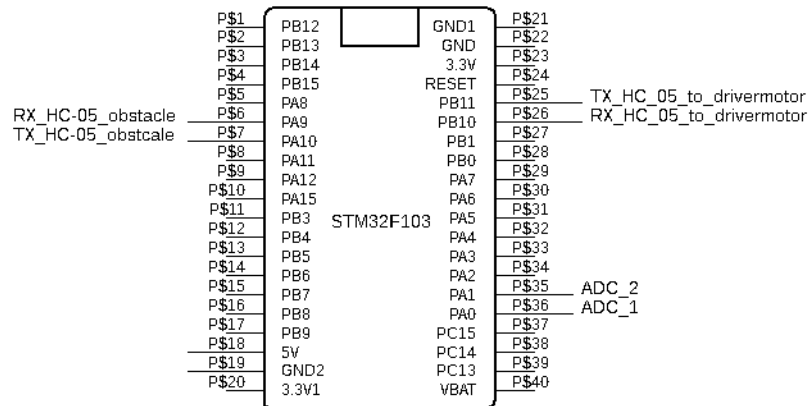 P$1 PB12 GND1 P$21
P$2 PB13 GND P$22
P$3 PB14 3.3V P$23
P$4 PB15 RESET P$24
P$5 PA8 PB11 P$25 TX_HC_05_to_drivermotor
RX_HC-05_obstacle P$6 PA9 PB10 P$26 RX_HC_05_to_drivermotor
TX_HC-05_obstcale P$7 PA10 PB1 P$27
P$8 PA11 PB0 P$28
P$9 PA12 PA7 P$29
P$10 PA15 PA6 P$30
P$11 PB3 PA5 P$31
STM32F103
P$12 PB4 PA4 P$32
P$13 PB5 PA3 P$33
P$14 PB6 PA2 P$34
P$15 PB7 PA1 P$35 ADC_2
P$16 PB8 PA0 P$36 ADC_1
P$17 PB9 PC15 P$37
P$18 5V PC14 P$38
P$19 GND2 PC13 P$39
P$20 3.3V1 VBAT P$40